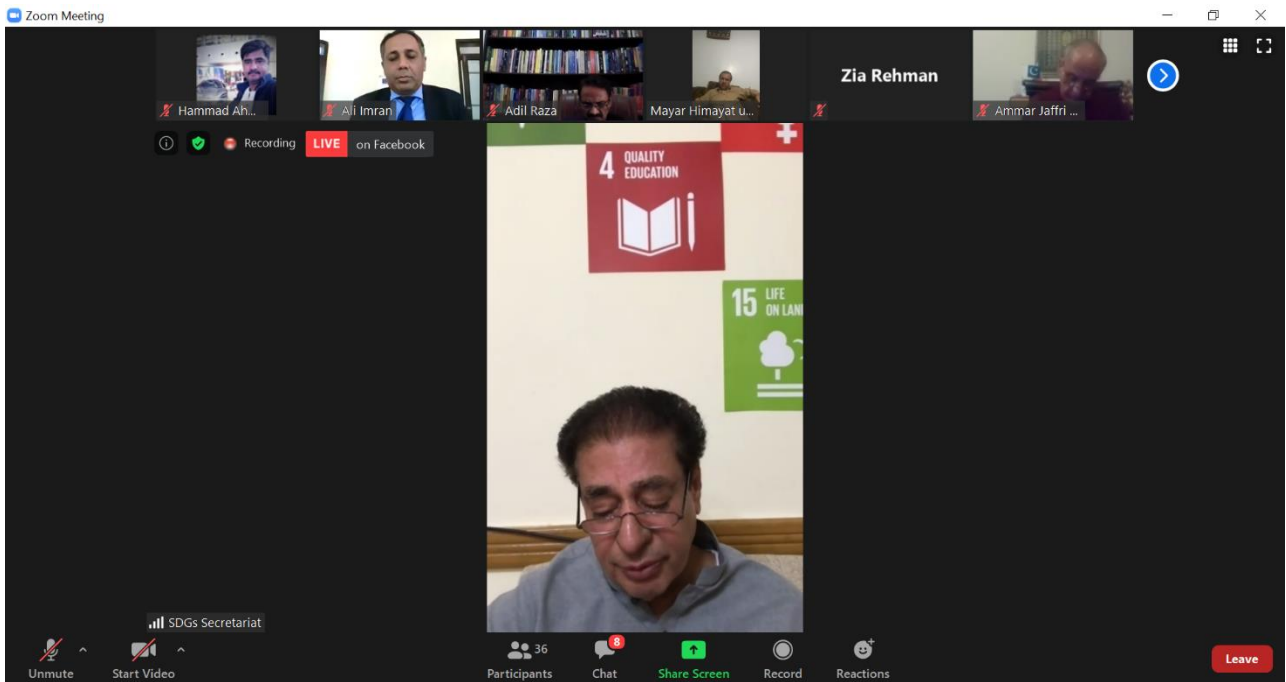 Zoom Meeting
Hammad Ah...
Ali Imran
Adil Raza
Mayar Himayat u...
Zia Rehman
Ammar Jaffri ...
Recording
LIVE on Facebook
4 QUALITY
EDUCATION
15 LIFE
ON LAN
SDGs Secretariat
Unmute
Start Video
36
Participants
8
Chat
Share Screen
Record
Reactions
Leave